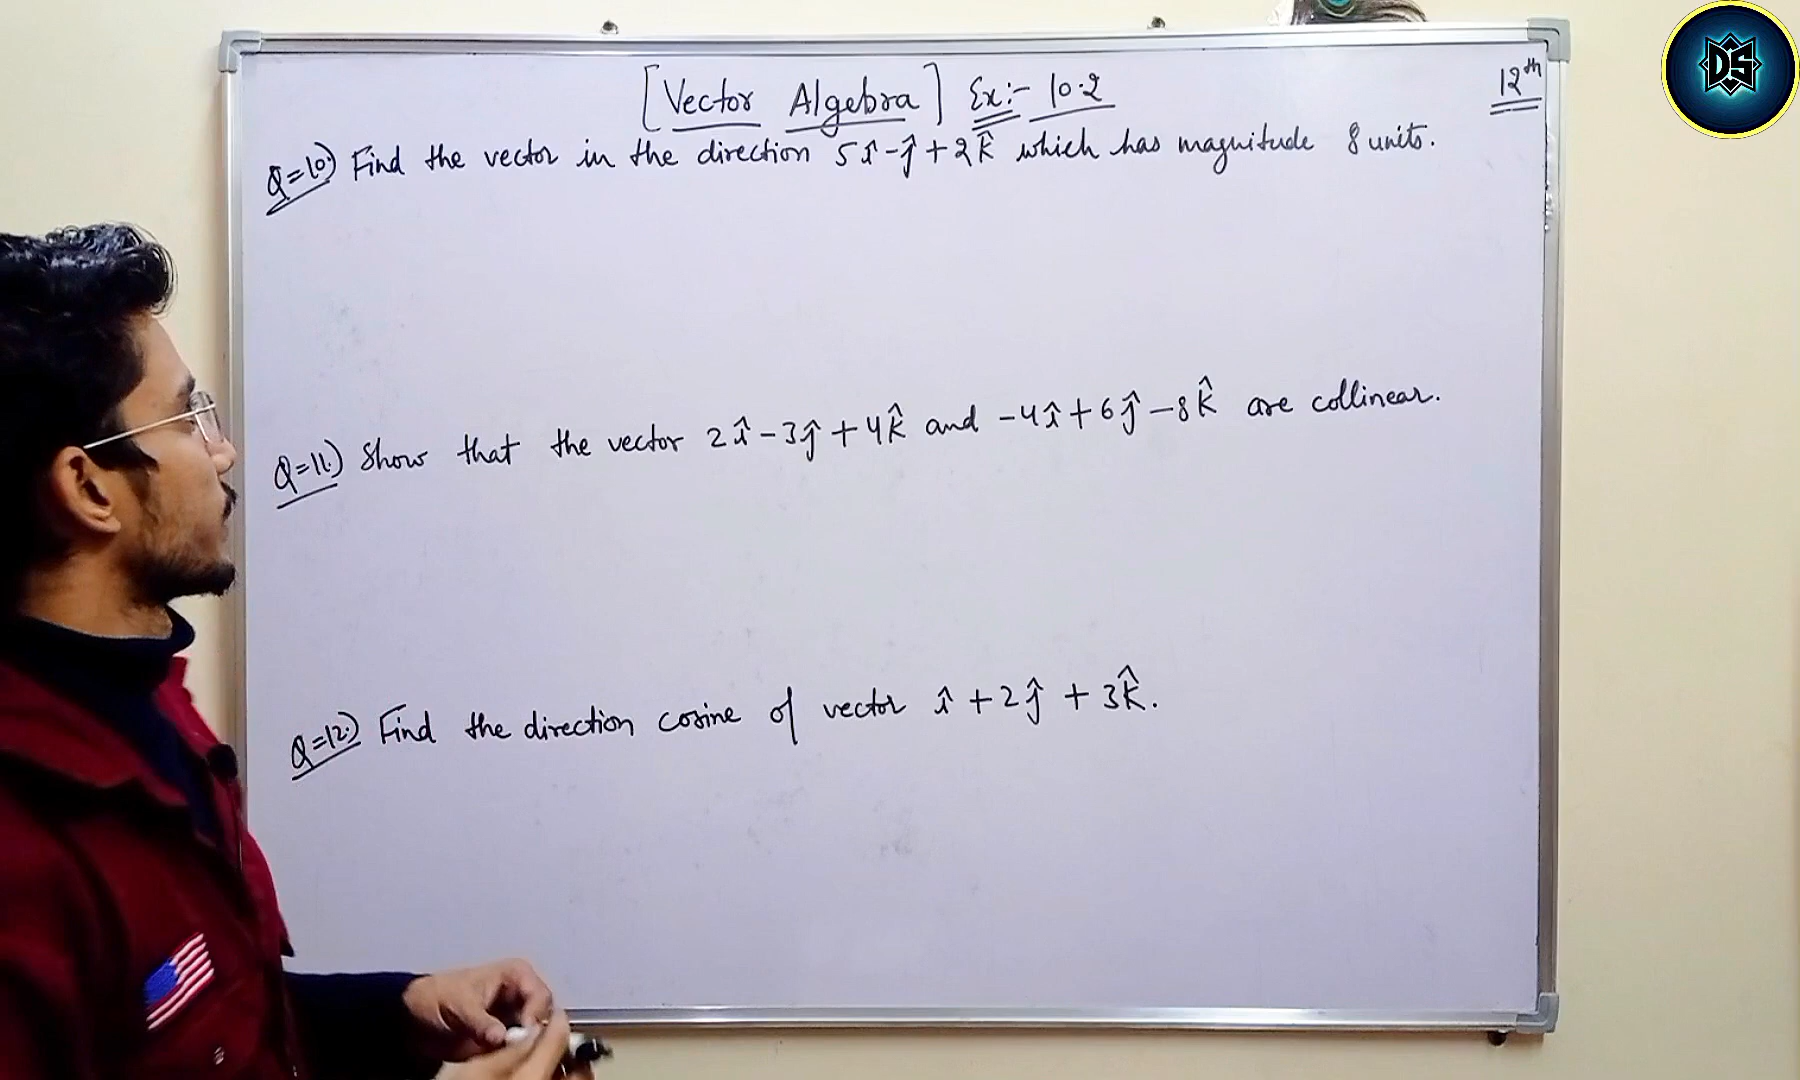 [Vector Algebra] Ex:- 10.2
12th
DS
Q=10.) Find the vector in the direction 5î-ĵ+2k̂ which has magnitude 8 units.
Q=11.) Show that the vector 2î-3ĵ+4k̂ and -4î+6ĵ-8k̂ are collinear.
Q=12.) Find the direction cosine of vector î+2ĵ+3k̂.